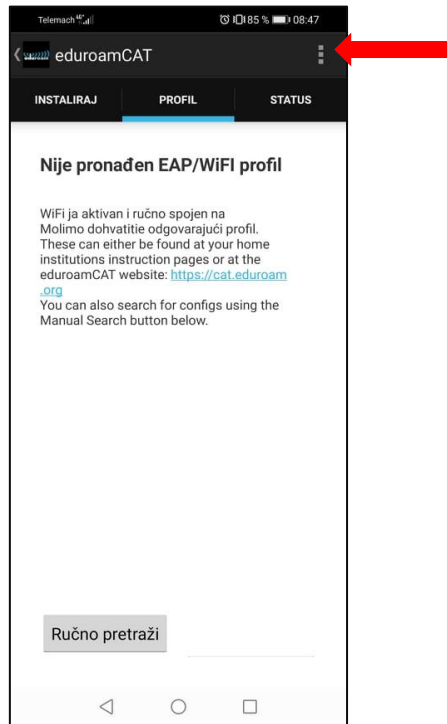 Telemach 85 % 08:47
eduroamCAT
INSTALIRAJ PROFIL STATUS
Nije pronađen EAP/WiFI profil
WiFi ja aktivan i ručno spojen na
Molimo dohvatitie odgovarajući profil.
These can either be found at your home
institutions instruction pages or at the
eduroamCAT website: https://cat.eduroam
.org
You can also search for configs using the
Manual Search button below.
Ručno pretraži